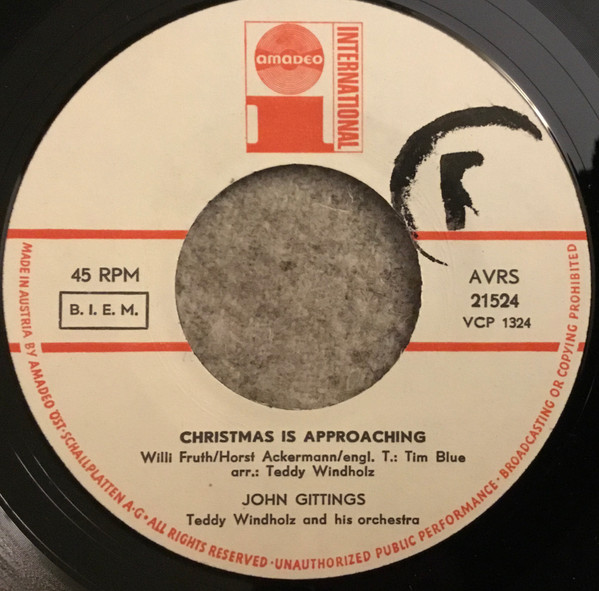 amadeo
INTERNATIONAL
45 RPM
B. I. E. M.
AVRS
21524
VCP 1324
CHRISTMAS IS APPROACHING
Willi Fruth/Horst Ackermann/engl. T.: Tim Blue
arr.: Teddy Windholz
JOHN GITTINGS
Teddy Windholz and his orchestra
MADE IN AUSTRIA BY AMADEO ÖST. SCHALLPLATTEN A·G · ALL RIGHTS RESERVED · UNAUTHORIZED PUBLIC PERFORMANCE · BROADCASTING OR COPYING PROHIBITED